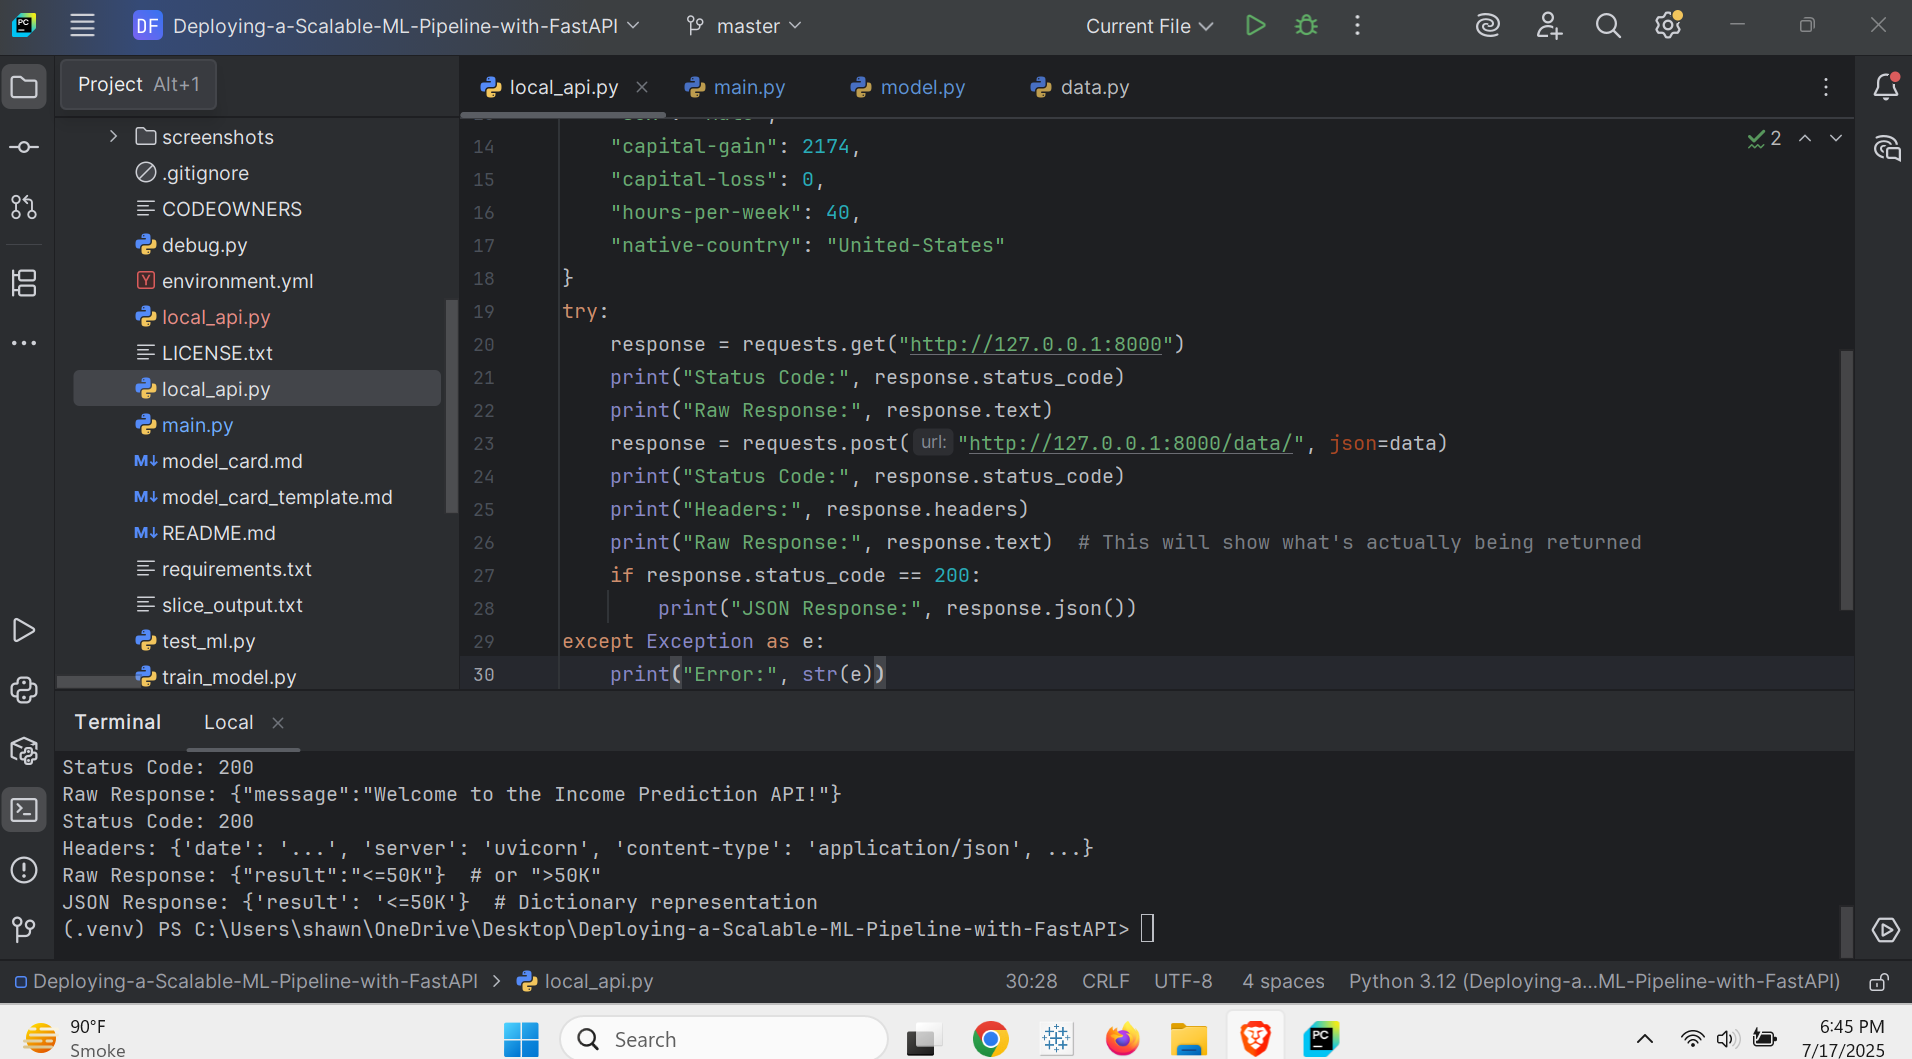 DF Deploying-a-Scalable-ML-Pipeline-with-FastAPI master Current File
Project Alt+1
local_api.py main.py model.py data.py
screenshots
.gitignore
CODEOWNERS
debug.py
environment.yml
local_api.py
LICENSE.txt
local_api.py
main.py
M↓ model_card.md
M↓ model_card_template.md
M↓ README.md
requirements.txt
slice_output.txt
test_ml.py
train_model.py
2
14 "capital-gain": 2174,
15 "capital-loss": 0,
16 "hours-per-week": 40,
17 "native-country": "United-States"
18 }
19 try:
20 response = requests.get("http://127.0.0.1:8000")
21 print("Status Code:", response.status_code)
22 print("Raw Response:", response.text)
23 response = requests.post( url: "http://127.0.0.1:8000/data/", json=data)
24 print("Status Code:", response.status_code)
25 print("Headers:", response.headers)
26 print("Raw Response:", response.text) # This will show what's actually being returned
27 if response.status_code == 200:
28 print("JSON Response:", response.json())
29 except Exception as e:
30 print("Error:", str(e))
Terminal Local
Status Code: 200
Raw Response: {"message":"Welcome to the Income Prediction API!"}
Status Code: 200
Headers: {'date': '...', 'server': 'uvicorn', 'content-type': 'application/json', ...}
Raw Response: {"result":"<=50K"} # or ">50K"
JSON Response: {'result': '<=50K'} # Dictionary representation
(.venv) PS C:\Users\shawn\OneDrive\Desktop\Deploying-a-Scalable-ML-Pipeline-with-FastAPI>
Deploying-a-Scalable-ML-Pipeline-with-FastAPI > local_api.py 30:28 CRLF UTF-8 4 spaces Python 3.12 (Deploying-a...ML-Pipeline-with-FastAPI)
90°F
Smoke
Search
6:45 PM
7/17/2025